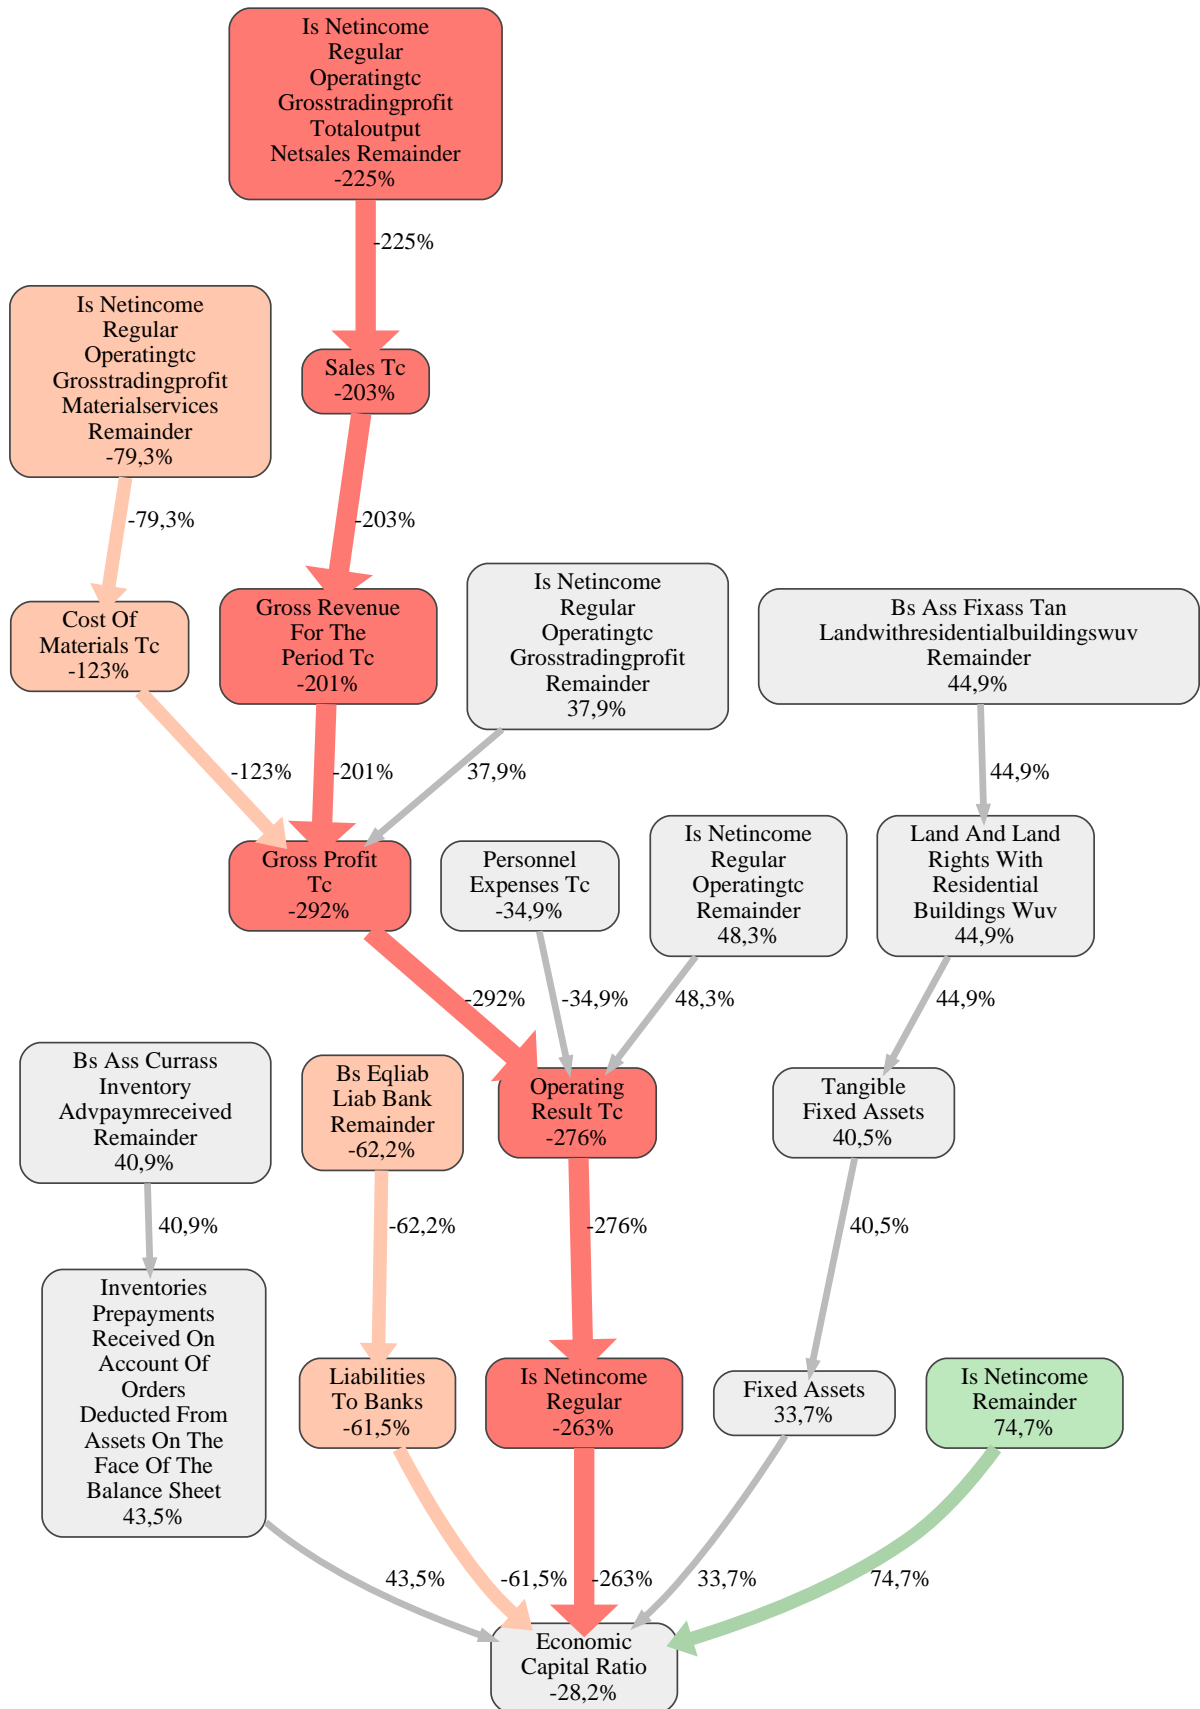 Is Netincome
Regular
Operatingtc
Grosstradingprofit
Totaloutput
Netsales Remainder
-225%
-225%
Is Netincome
Regular
Operatingtc
Grosstradingprofit
Materialservices
Remainder
-79,3%
Sales Tc
-203%
-79,3%
-203%
Cost Of
Materials Tc
-123%
Gross Revenue
For The
Period Tc
-201%
Is Netincome
Regular
Operatingtc
Grosstradingprofit
Remainder
37,9%
Bs Ass Fixass Tan
Landwithresidentialbuildingswuv
Remainder
44,9%
-123%
-201%
37,9%
44,9%
Gross Profit
Tc
-292%
Personnel
Expenses Tc
-34,9%
Is Netincome
Regular
Operatingtc
Remainder
48,3%
Land And Land
Rights With
Residential
Buildings Wuv
44,9%
-292%
-34,9%
48,3%
44,9%
Bs Ass Currass
Inventory
Advpaymreceived
Remainder
40,9%
Bs Eqliab
Liab Bank
Remainder
-62,2%
Operating
Result Tc
-276%
Tangible
Fixed Assets
40,5%
40,9%
-62,2%
-276%
40,5%
Inventories
Prepayments
Received On
Account Of
Orders
Deducted From
Assets On The
Face Of The
Balance Sheet
43,5%
Liabilities
To Banks
-61,5%
Is Netincome
Regular
-263%
Fixed Assets
33,7%
Is Netincome
Remainder
74,7%
43,5%
-61,5%
-263%
33,7%
74,7%
Economic
Capital Ratio
-28,2%